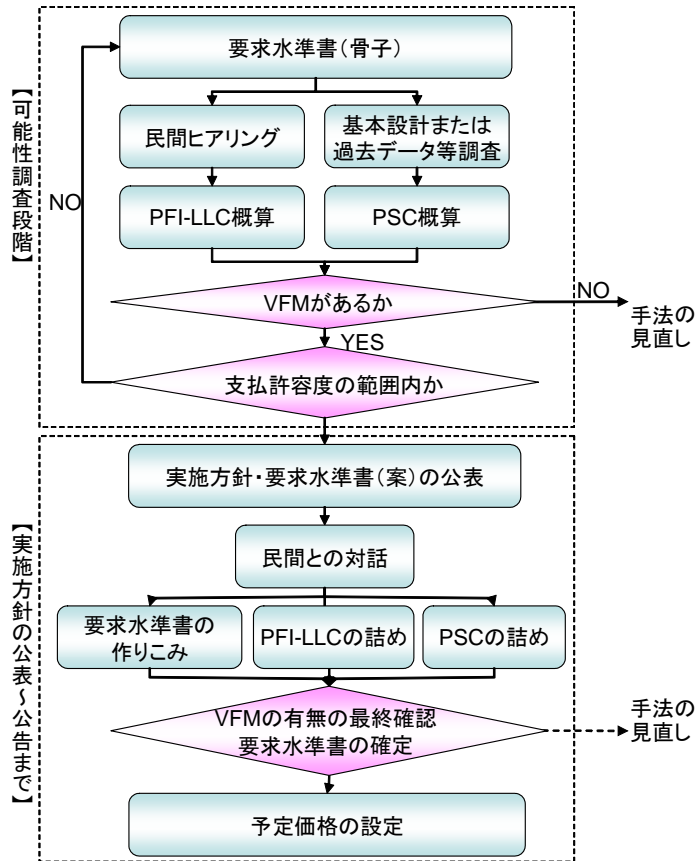 【可能性調査段階】
要求水準書(骨子)
民間ヒアリング
基本設計または
過去データ等調査
NO
PFI-LLC概算
PSC概算
VFMがあるか
NO
手法の
見直し
YES
支払許容度の範囲内か
【実施方針の公表~公告まで】
実施方針・要求水準書(案)の公表
民間との対話
要求水準書の
作りこみ
PFI-LLCの詰め
PSCの詰め
VFMの有無の最終確認
要求水準書の確定
手法の
見直し
予定価格の設定